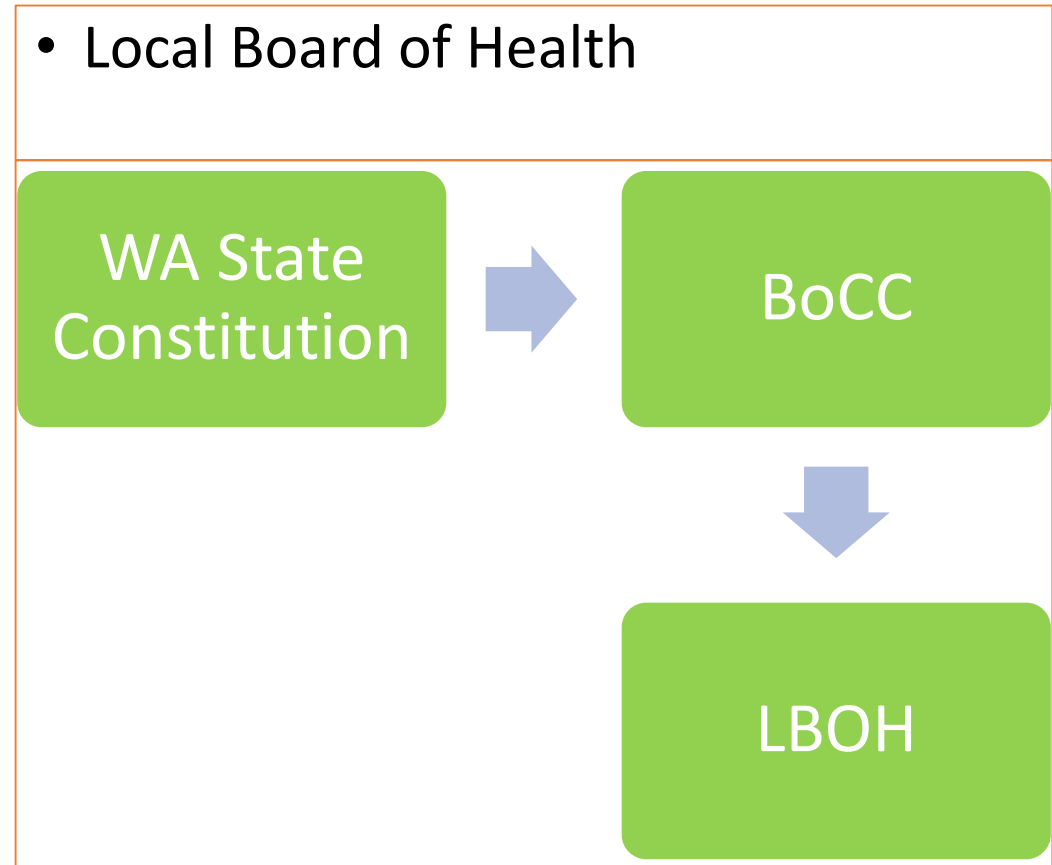 • Local Board of Health
WA State
Constitution
BoCC
LBOH